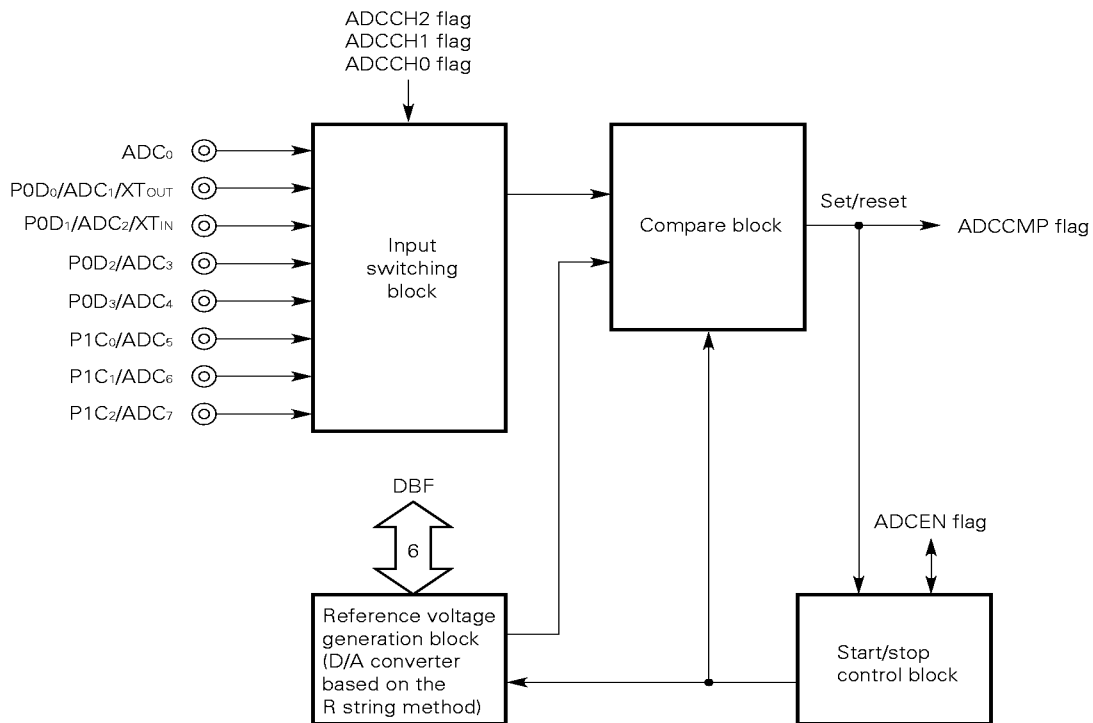 ADCCH2 flag
ADCCH1 flag
ADCCH0 flag
ADC₀
P0D₀/ADC₁/XTOUT
P0D₁/ADC₂/XTIN
P0D₂/ADC₃
P0D₃/ADC₄
P1C₀/ADC₅
P1C₁/ADC₆
P1C₂/ADC₇
Input
switching
block
Compare block
Set/reset
ADCCMP flag
DBF
6
ADCEN flag
Reference voltage
generation block
(D/A converter
based on the
R string method)
Start/stop
control block